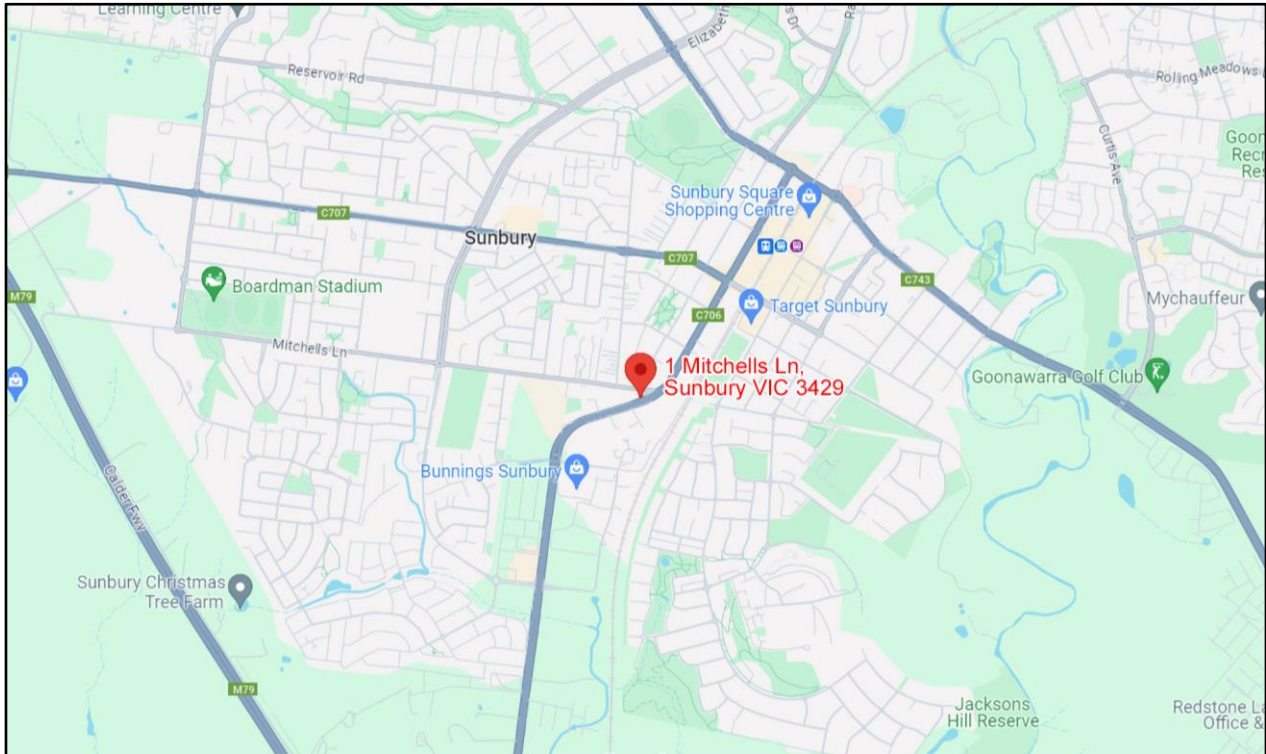 Learning Centre
Elizabeth
Reservoir Rd
Rolling Meadows
Curtis Ave
Goon
Recr
Res
Sunbury Square
Shopping Centre
C707
Sunbury
C707
C743
M79
Boardman Stadium
Target Sunbury
Mychauffeur
C706
Mitchells Ln
1 Mitchells Ln,
Sunbury VIC 3429
Goonawarra Golf Club
Bunnings Sunbury
Calder Fwy
Sunbury Christmas
Tree Farm
M79
Jacksons
Hill Reserve
Redstone La
Office &